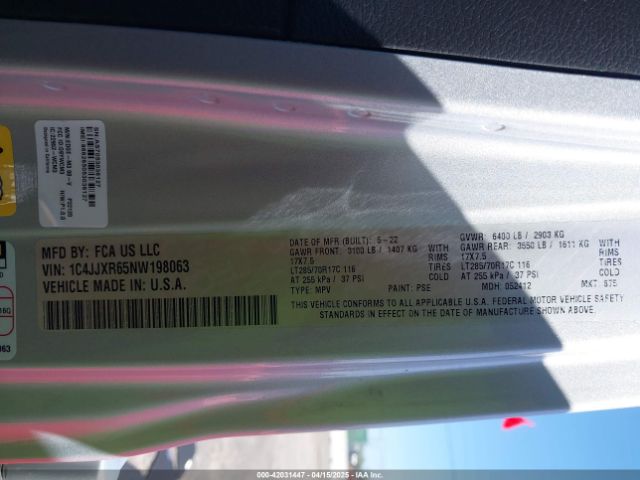 MFD BY: FCA US LLC
VIN: 1C4JJXR65NW198063
VEHICLE MADE IN: U.S.A.
DATE OF MFR (BUILT): 5-22
GVWR: 6400 LB / 2903 KG
GAWR FRONT: 3100 LB / 1407 KG WITH
GAWR REAR: 3550 LB / 1611 KG WITH
17X7.5 RIMS
17X7.5 RIMS
LT285/70R17C 116 TIRES
LT285/70R17C 116 TIRES
AT 255 kPa / 37 PSI COLD
AT 255 kPa / 37 PSI COLD
TYPE: MPV PAINT: PSE MDH: 052412 MKT: 675
THIS VEHICLE CONFORMS TO ALL APPLICABLE U.S.A. FEDERAL MOTOR VEHICLE SAFETY
STANDARDS IN EFFECT ON THE DATE OF MANUFACTURE SHOWN ABOVE.
000-42031447 04/15/2025 IAA